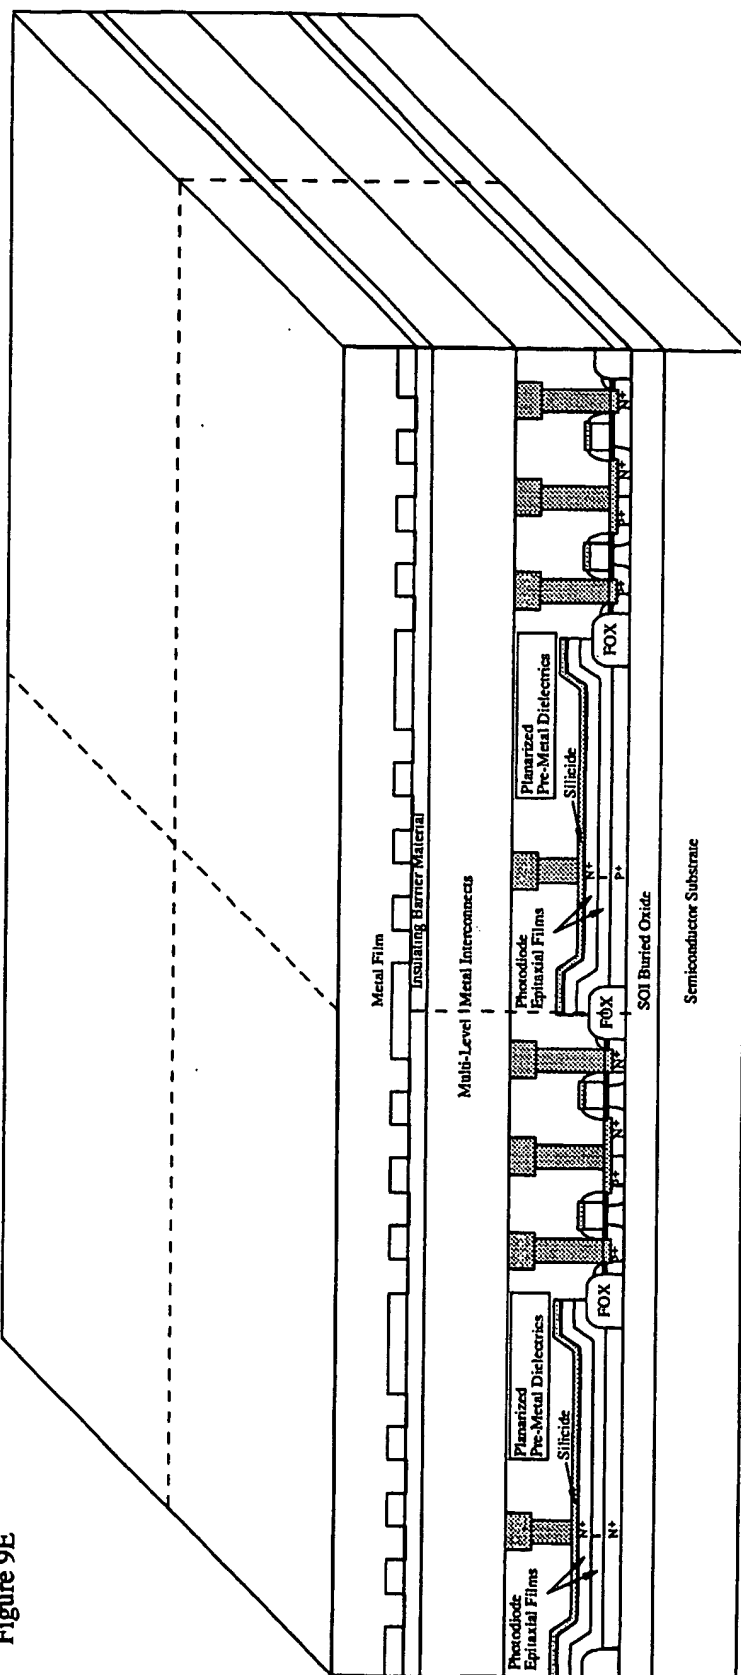 Figure 9E
Metal Film
Insulating Barrier Material
Multi-Level Metal Interconnects
Photodiode
Epitaxial Films
Planarized
Pre-Metal Dielectrics
Silicide
N+
I
N+
FOX
P+
P+
N+
N+
FOX
Photodiode
Epitaxial Films
Planarized
Pre-Metal Dielectrics
Silicide
N+
I
P+
FOX
P+
P+
N+
N+
SOI Buried Oxide
Semiconductor Substrate